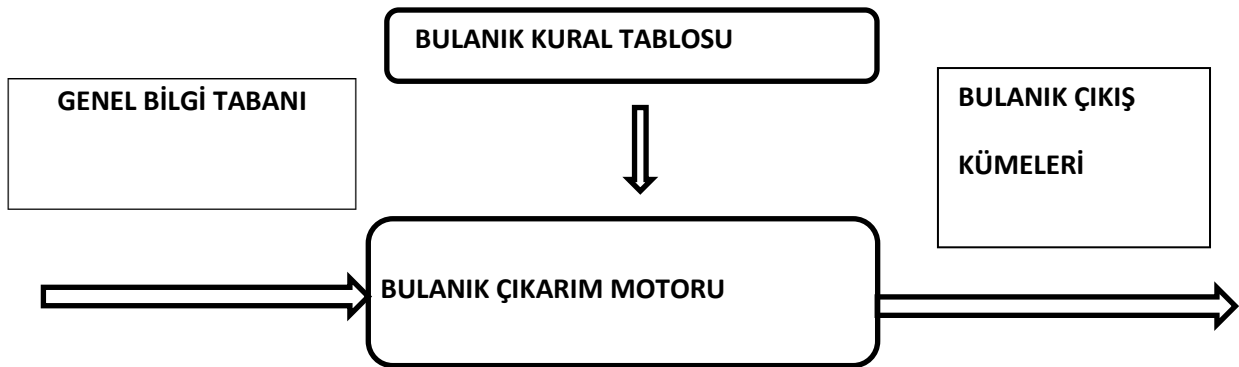 BULANIK KURAL TABLOSU
GENEL BİLGİ TABANI
BULANIK ÇIKIŞ
KÜMELERİ
BULANIK ÇIKARIM MOTORU